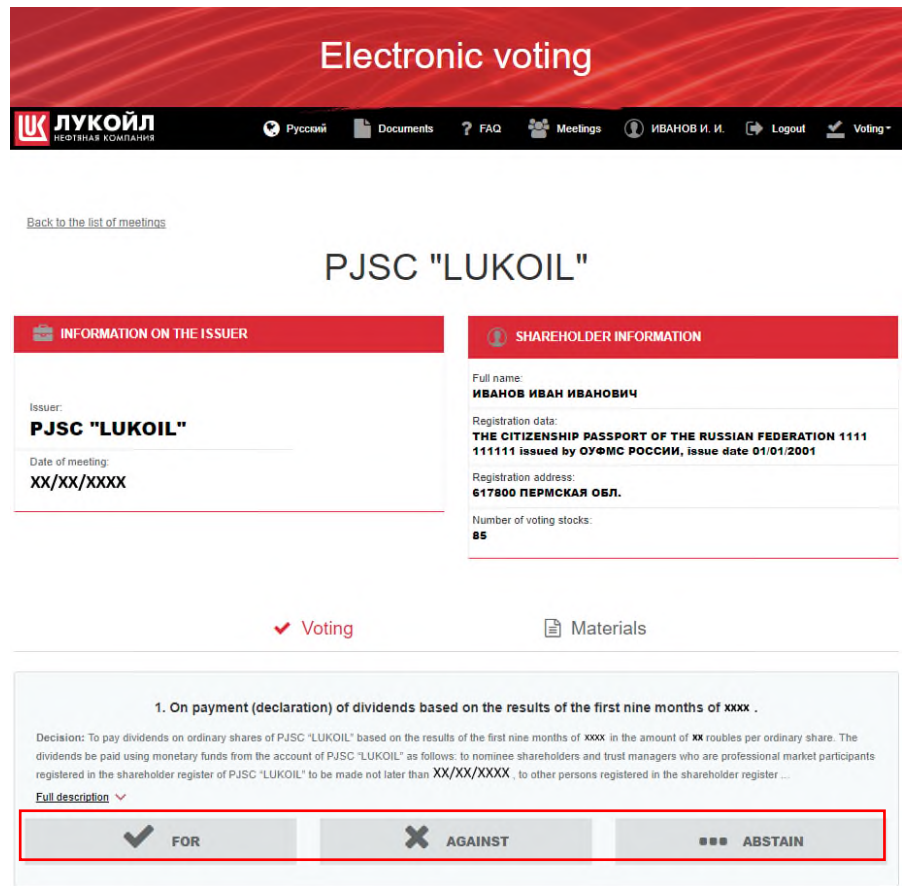 Electronic voting
ЛУКОЙЛ
НЕФТЯНАЯ КОМПАНИЯ
Русский Documents ? FAQ Meetings ИВАНОВ И. И. Logout Voting
Back to the list of meetings
PJSC "LUKOIL"
INFORMATION ON THE ISSUER
Issuer:
PJSC "LUKOIL"
Date of meeting:
XX/XX/XXXX
SHAREHOLDER INFORMATION
Full name:
ИВАНОВ ИВАН ИВАНОВИЧ
Registration data:
THE CITIZENSHIP PASSPORT OF THE RUSSIAN FEDERATION 1111
111111 issued by ОУФМС РОССИИ, issue date 01/01/2001
Registration address:
617800 ПЕРМСКАЯ ОБЛ.
Number of voting stocks:
85
Voting Materials
1. On payment (declaration) of dividends based on the results of the first nine months of xxxx .
Decision: To pay dividends on ordinary shares of PJSC "LUKOIL" based on the results of the first nine months of xxxx in the amount of xx roubles per ordinary share. The
dividends be paid using monetary funds from the account of PJSC "LUKOIL" as follows: to nominee shareholders and trust managers who are professional market participants
registered in the shareholder register of PJSC "LUKOIL" to be made not later than XX/XX/XXXX , to other persons registered in the shareholder register ...
Full description
FOR AGAINST ABSTAIN